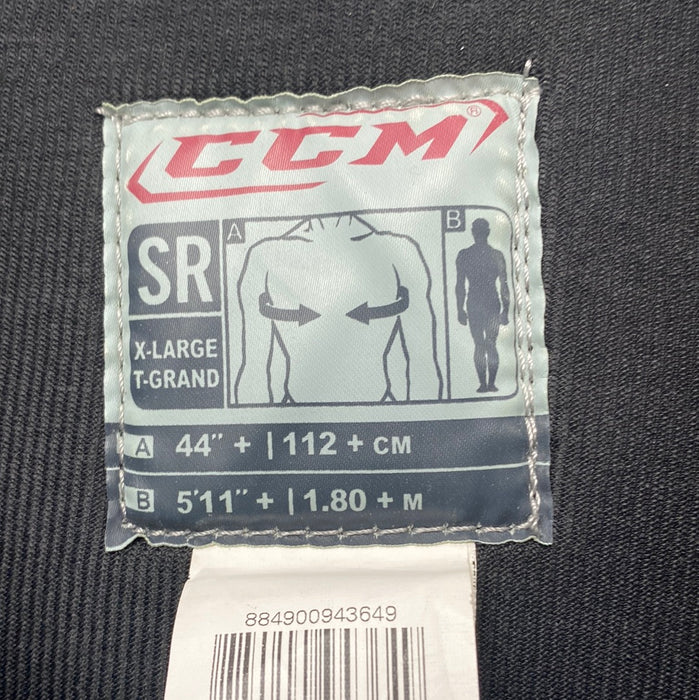 CCM®
SR
X-LARGE
T-GRAND
A
B
A 44" + | 112 + CM
B 5'11" + | 1.80 + M
884900943649